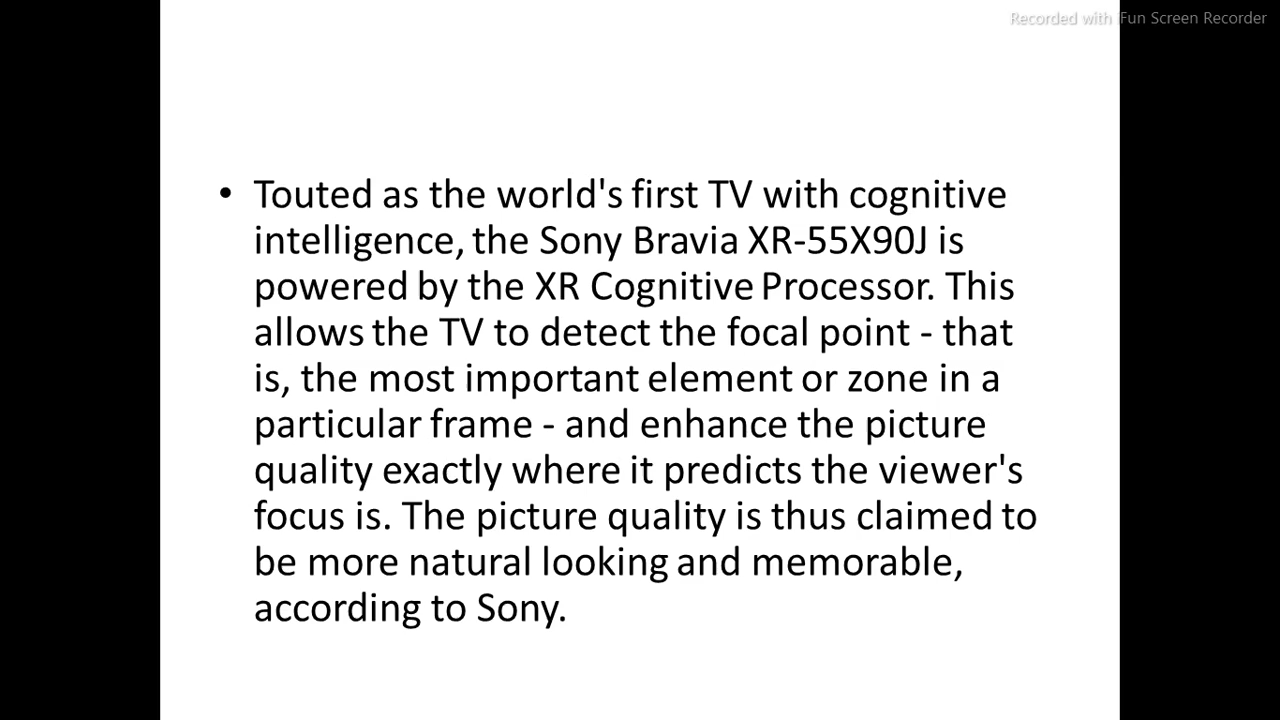 Recorded with iFun Screen Recorder
• Touted as the world's first TV with cognitive
intelligence, the Sony Bravia XR-55X90J is
powered by the XR Cognitive Processor. This
allows the TV to detect the focal point - that
is, the most important element or zone in a
particular frame - and enhance the picture
quality exactly where it predicts the viewer's
focus is. The picture quality is thus claimed to
be more natural looking and memorable,
according to Sony.